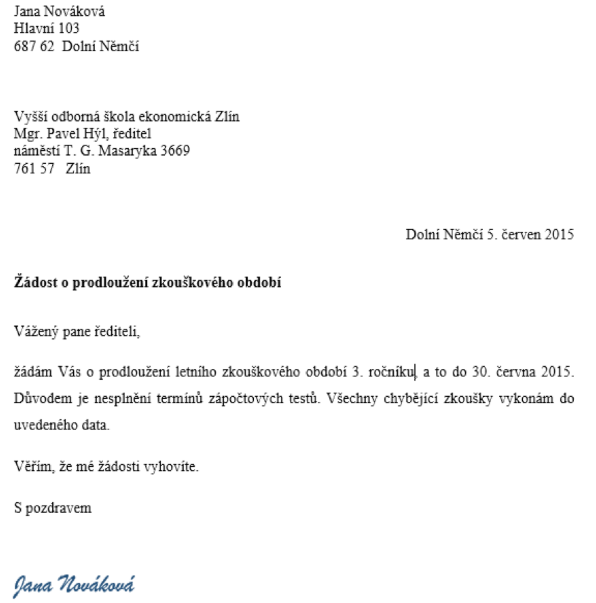 Jana Nováková
Hlavní 103
687 62  Dolní Němčí
Vyšší odborná škola ekonomická Zlín
Mgr. Pavel Hýl, ředitel
náměstí T. G. Masaryka 3669
761 57   Zlín
Dolní Němčí 5. červen 2015
Žádost o prodloužení zkouškového období
Vážený pane řediteli,
žádám Vás o prodloužení letního zkouškového období 3. ročníku, a to do 30. června 2015.
Důvodem je nesplnění termínů zápočtových testů. Všechny chybějící zkoušky vykonám do
uvedeného data.
Věřím, že mé žádosti vyhovíte.
S pozdravem
Jana Nováková